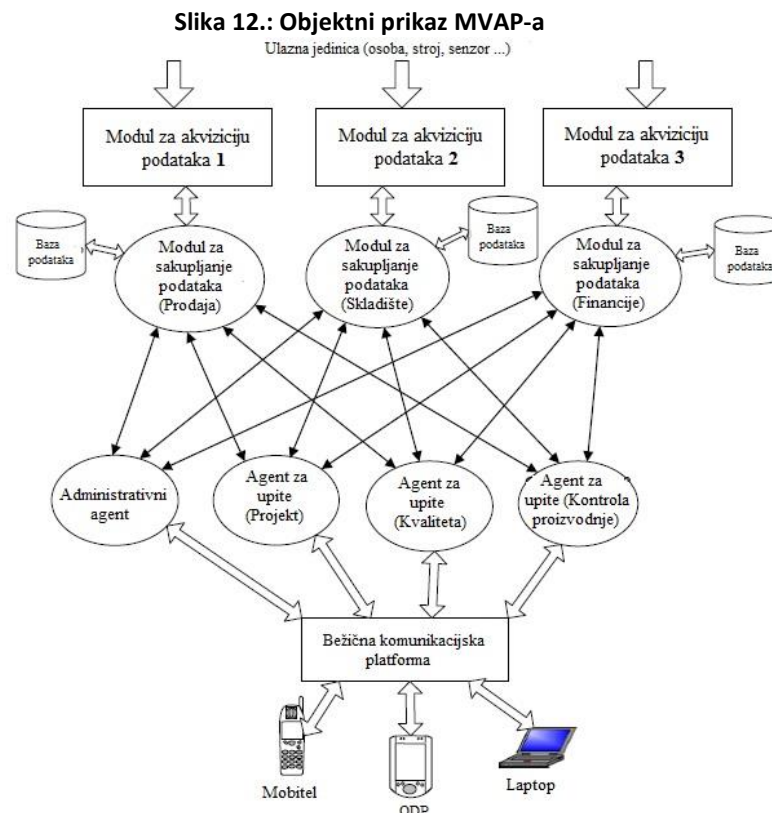 Slika 12.: Objektni prikaz MVAP-a
Ulazna jedinica (osoba, stroj, senzor ...)
Modul za akviziciju
podataka 1
Modul za akviziciju
podataka 2
Modul za akviziciju
podataka 3
Baza
podataka
Modul za
sakupljanje
podataka
(Prodaja)
Modul za
sakupljanje
podataka
(Skladište)
Baza
podataka
Modul za
sakupljanje
podataka
(Financije)
Baza
podataka
Administrativni
agent
Agent za
upite
(Projekt)
Agent za
upite
(Kvaliteta)
Agent za
upite (Kontrola
proizvodnje)
Bežična komunikacijska
platforma
Mobitel
ODP
Laptop